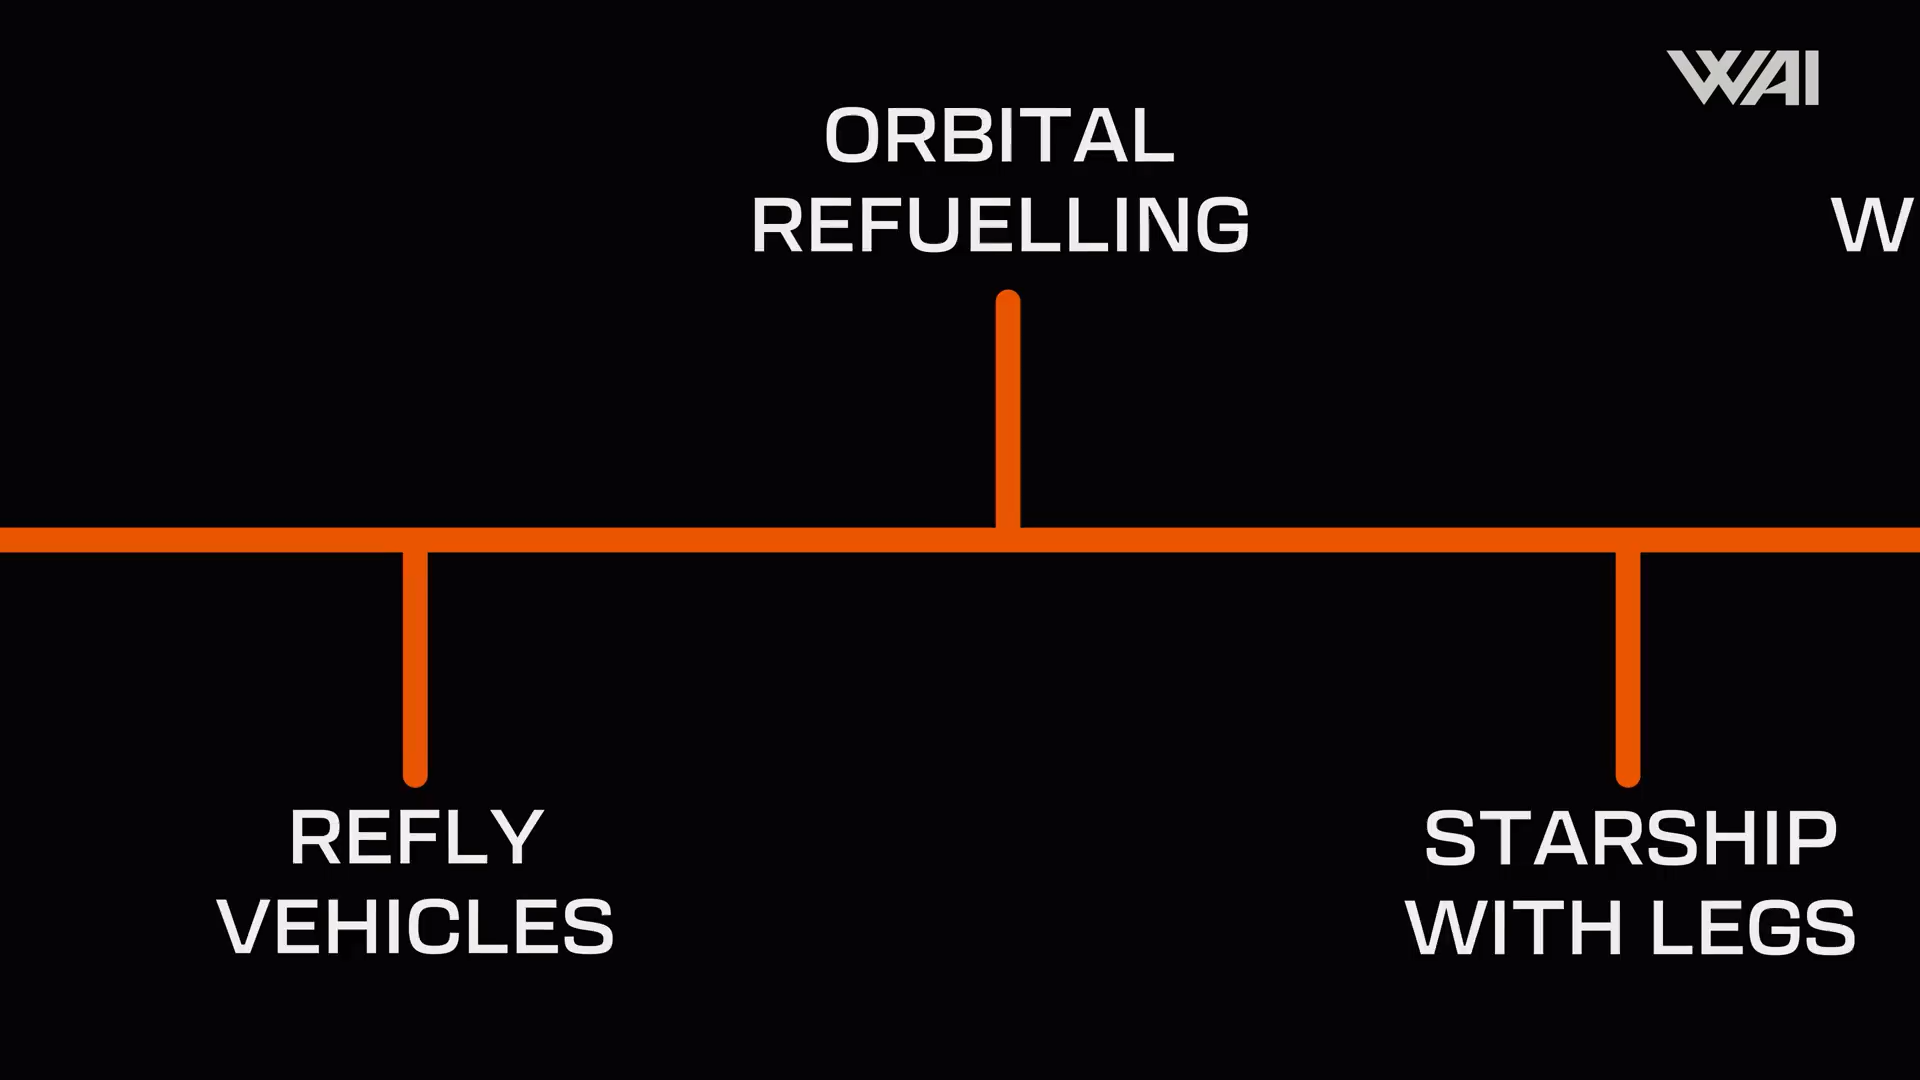 WAI
ORBITAL
REFUELLING
W
REFLY
VEHICLES
STARSHIP
WITH LEGS